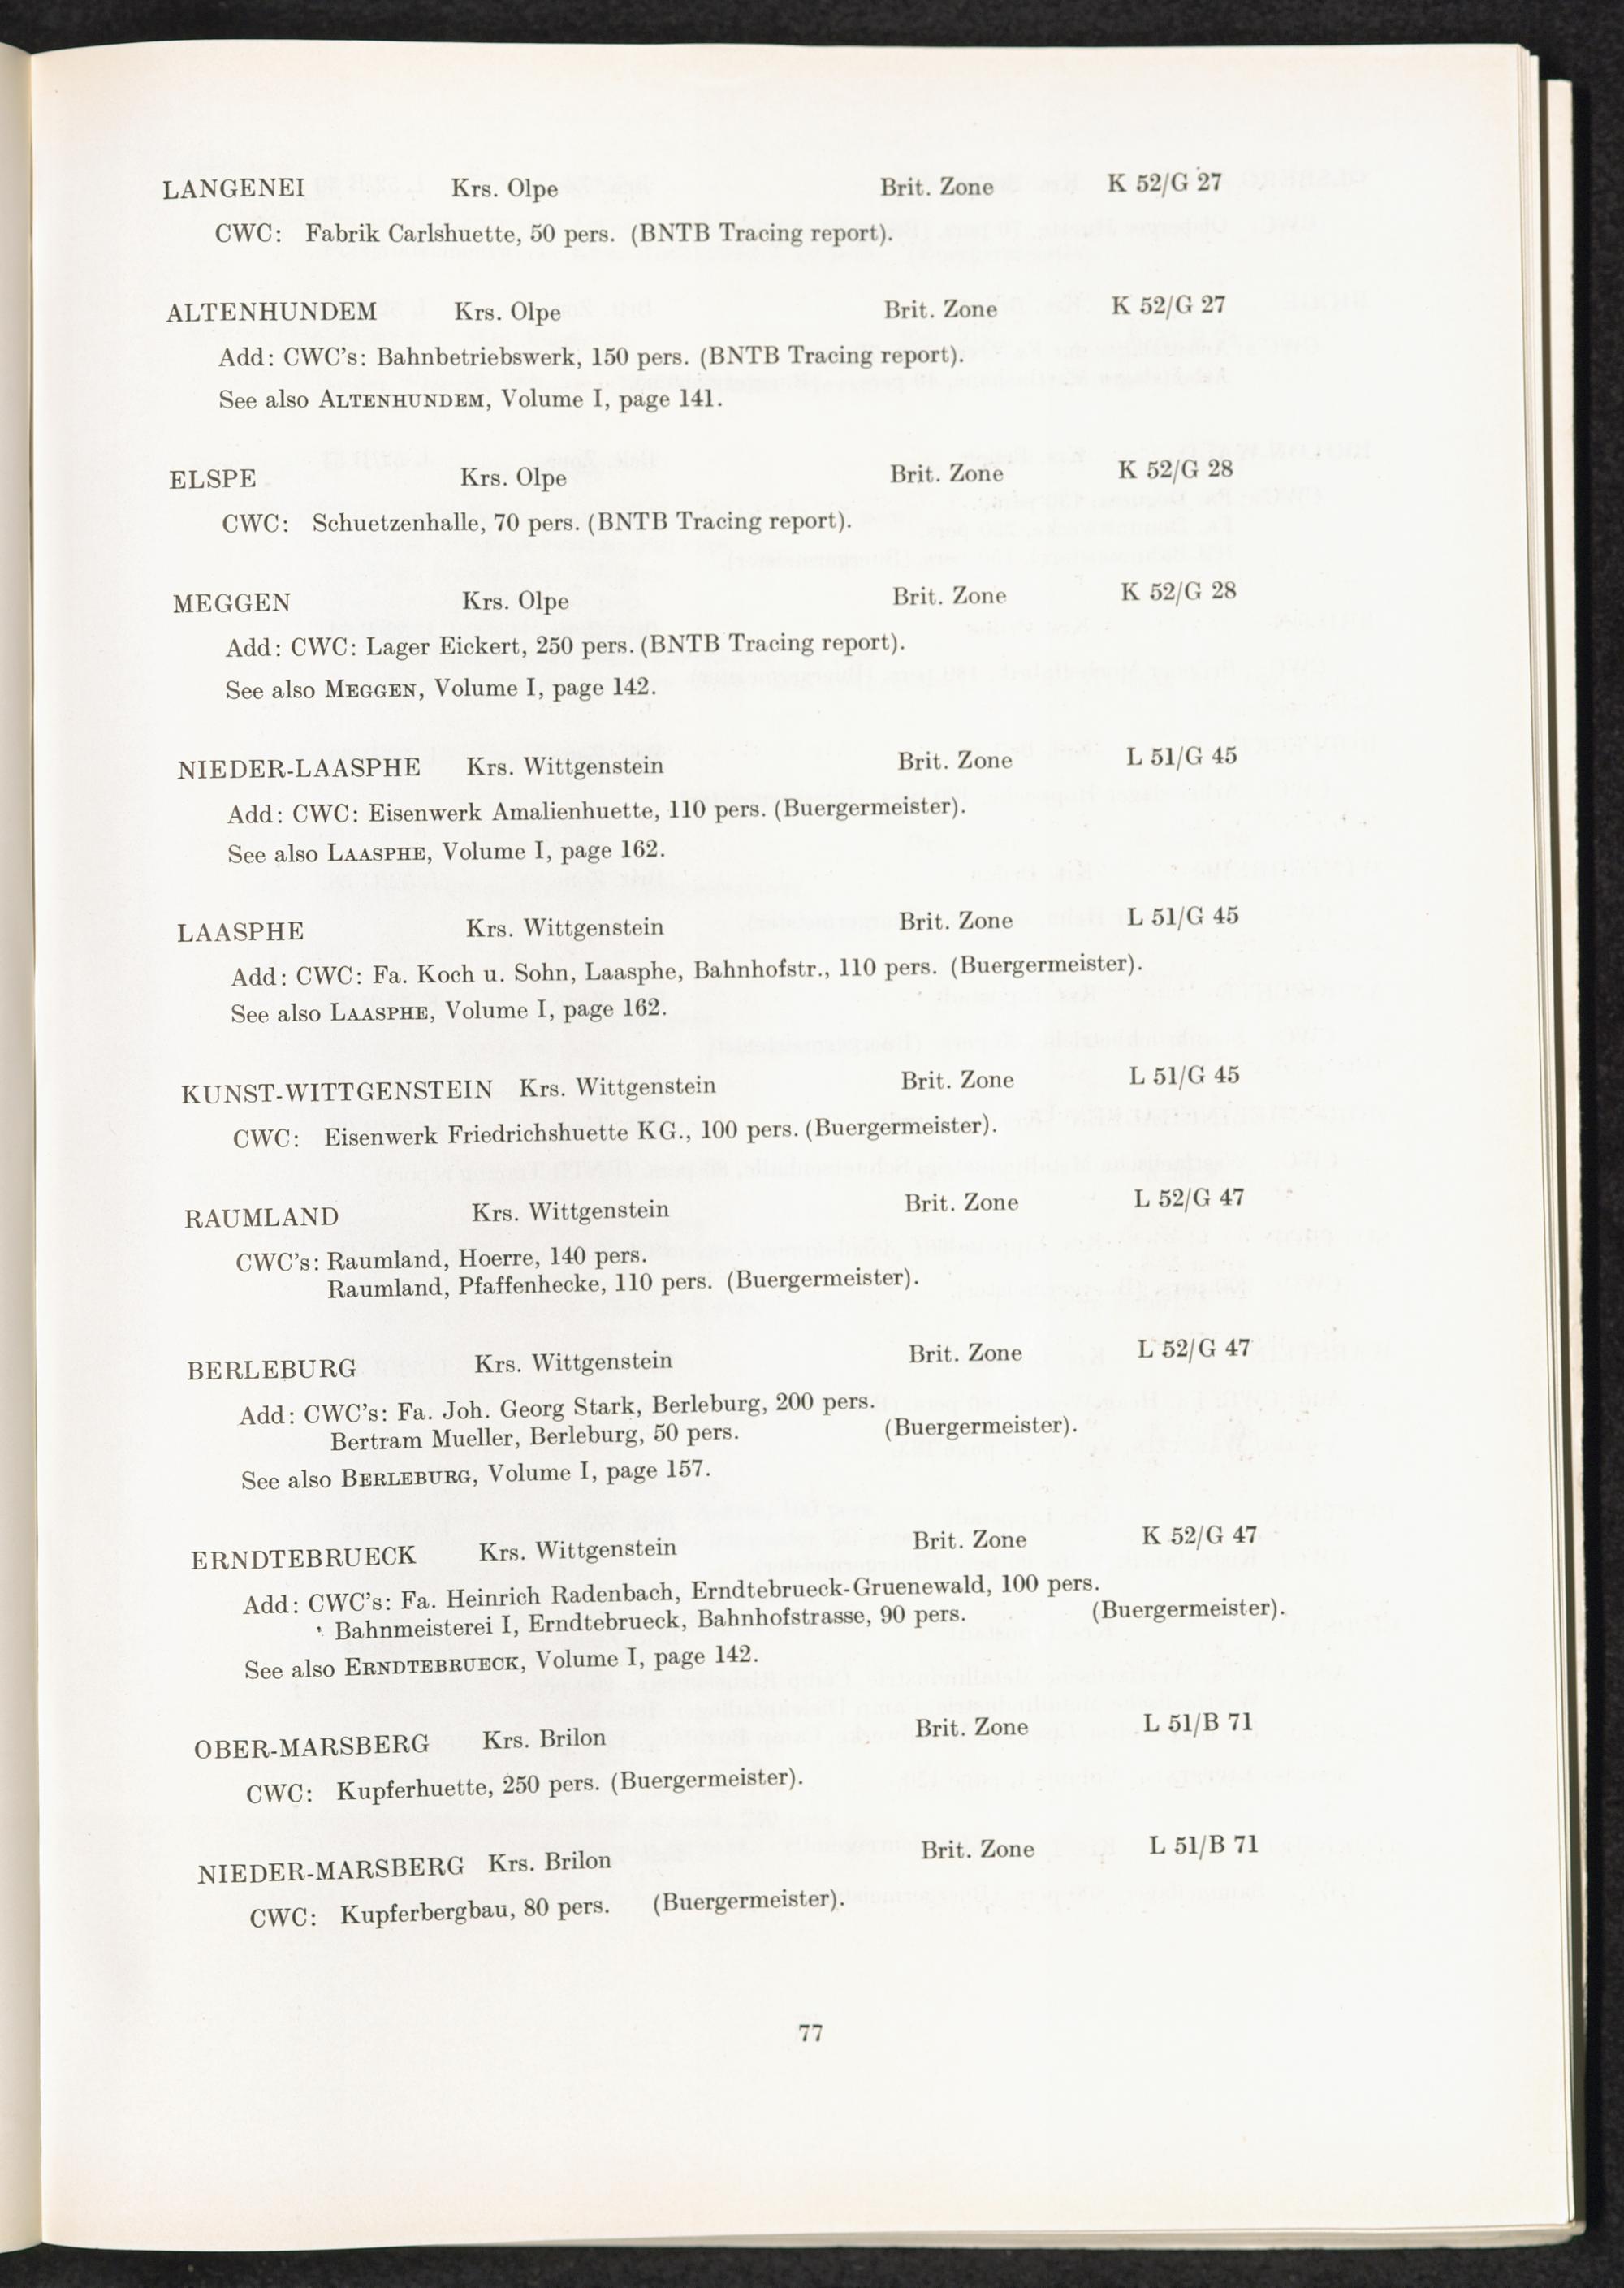 LANGENEI Krs. Olpe Brit. Zone K 52/G 27
CWC: Fabrik Carlshuette, 50 pers. (BNTB Tracing report).
ALTENHUNDEM Krs. Olpe Brit. Zone K 52/G 27
Add: CWC's: Bahnbetriebswerk, 150 pers. (BNTB Tracing report).
See also ALTENHUNDEM, Volume I, page 141.
ELSPE Krs. Olpe Brit. Zone K 52/G 28
CWC: Schuetzenhalle, 70 pers. (BNTB Tracing report).
MEGGEN Krs. Olpe Brit. Zone K 52/G 28
Add: CWC: Lager Eickert, 250 pers. (BNTB Tracing report).
See also MEGGEN, Volume I, page 142.
NIEDER-LAASPHE Krs. Wittgenstein Brit. Zone L 51/G 45
Add: CWC: Eisenwerk Amalienhuette, 110 pers. (Buergermeister).
See also LAASPHE, Volume I, page 162.
LAASPHE Krs. Wittgenstein Brit. Zone L 51/G 45
Add: CWC: Fa. Koch u. Sohn, Laasphe, Bahnhofstr., 110 pers. (Buergermeister).
See also LAASPHE, Volume I, page 162.
KUNST-WITTGENSTEIN Krs. Wittgenstein Brit. Zone L 51/G 45
CWC: Eisenwerk Friedrichshuette KG., 100 pers. (Buergermeister).
RAUMLAND Krs. Wittgenstein Brit. Zone L 52/G 47
CWC's: Raumland, Hoerre, 140 pers.
Raumland, Pfaffenhecke, 110 pers. (Buergermeister).
BERLEBURG Krs. Wittgenstein Brit. Zone L 52/G 47
Add: CWC's: Fa. Joh. Georg Stark, Berleburg, 200 pers.
Bertram Mueller, Berleburg, 50 pers. (Buergermeister).
See also BERLEBURG, Volume I, page 157.
ERNDTEBRUECK Krs. Wittgenstein Brit. Zone K 52/G 47
Add: CWC's: Fa. Heinrich Radenbach, Erndtebrueck-Gruenewald, 100 pers.
Bahnmeisterei I, Erndtebrueck, Bahnhofstrasse, 90 pers. (Buergermeister).
See also ERNDTEBRUECK, Volume I, page 142.
OBER-MARSBERG Krs. Brilon Brit. Zone L 51/B 71
CWC: Kupferhuette, 250 pers. (Buergermeister).
NIEDER-MARSBERG Krs. Brilon Brit. Zone L 51/B 71
CWC: Kupferbergbau, 80 pers. (Buergermeister).
77